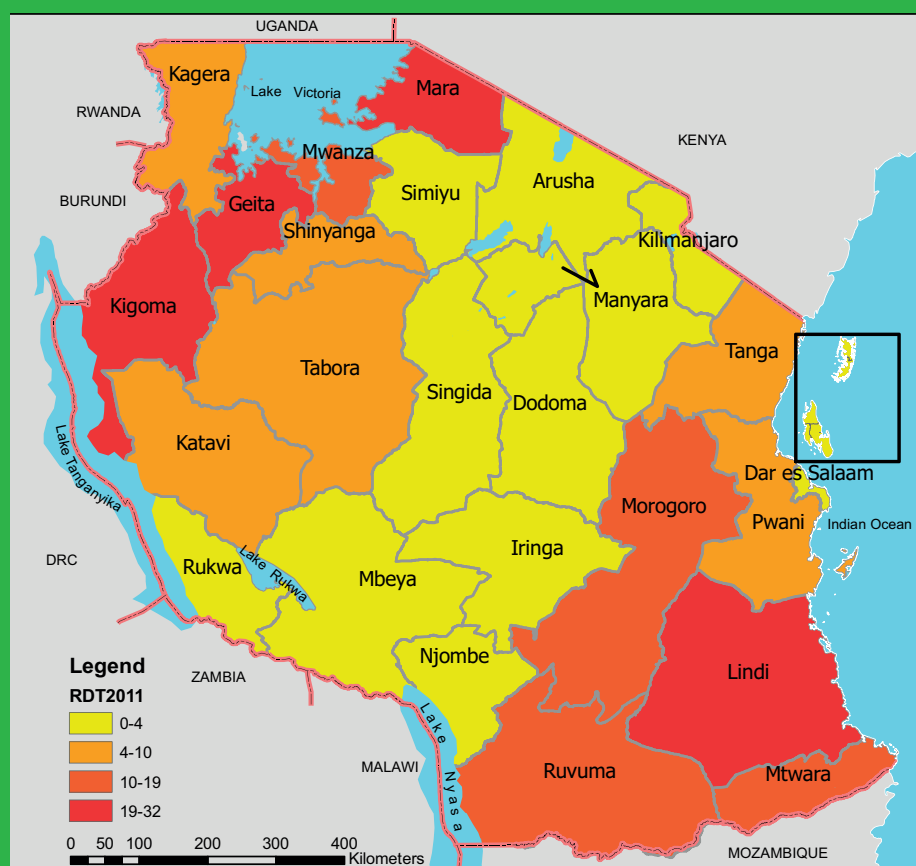 UGANDA
Kagera
Mara
Lake Victoria
RWANDA
KENYA
Mwanza
Arusha
Simiyu
BURUNDI
Geita
Shinyanga
Kilimanjaro
Kigoma
Manyara
Tanga
Tabora
Singida
Dodoma
Katavi
Lake Tanganyika
Dar es Salaam
Morogoro
Pwani
Indian Ocean
Iringa
DRC
Rukwa
Lake Rukwa
Mbeya
Njombe
ZAMBIA
Lindi
Legend
RDT2011
0-4
4-10
10-19
19-32
Lake Nyasa
MALAWI
Ruvuma
Mtwara
0 50 100 200 300 400
Kilometers
MOZAMBIQUE